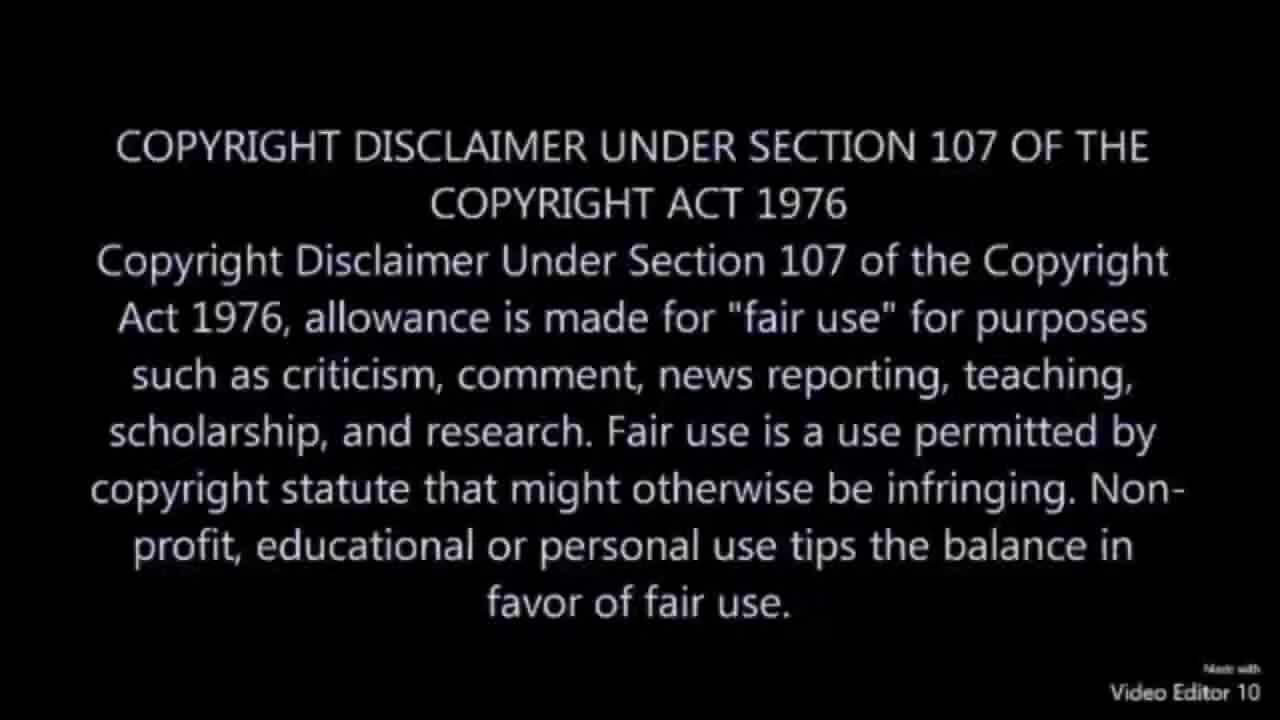 COPYRIGHT DISCLAIMER UNDER SECTION 107 OF THE
COPYRIGHT ACT 1976
Copyright Disclaimer Under Section 107 of the Copyright
Act 1976, allowance is made for "fair use" for purposes
such as criticism, comment, news reporting, teaching,
scholarship, and research. Fair use is a use permitted by
copyright statute that might otherwise be infringing. Non-
profit, educational or personal use tips the balance in
favor of fair use.
Made with
Video Editor 10